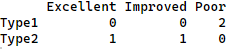 Excellent Improved Poor
Type1 0 0 2
Type2 1 1 0